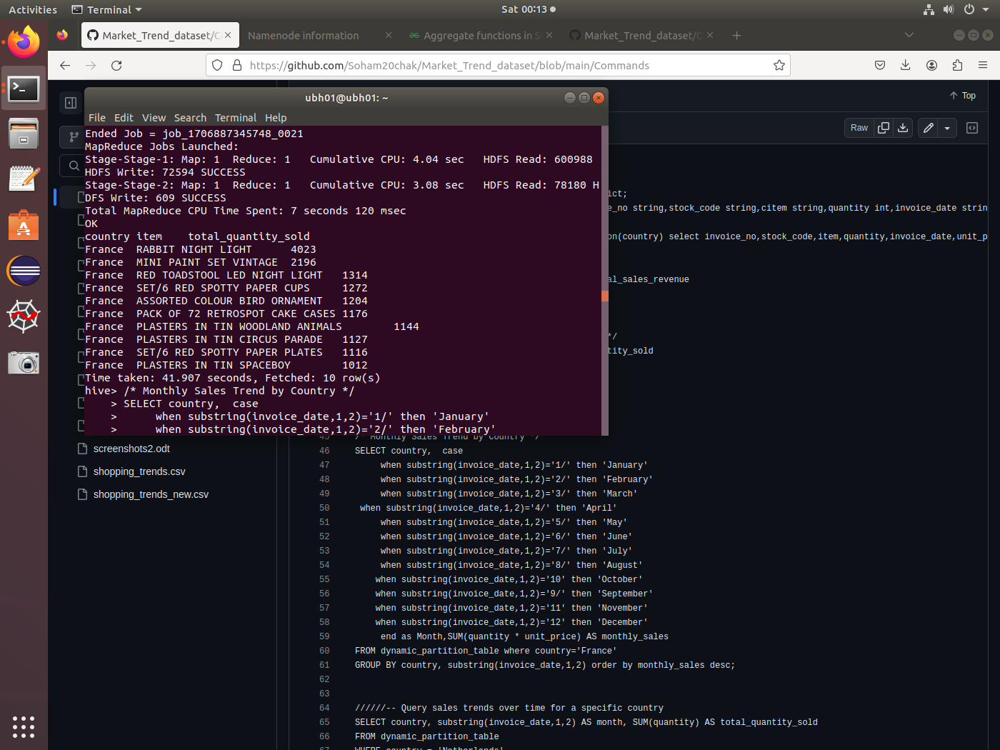 Activities
Terminal
Sat 00:13
Market_Trend_dataset/C
Namenode information
Aggregate functions in S
Market_Trend_dataset/C
https://github.com/Soham20chak/Market_Trend_dataset/blob/main/Commands
Top
Raw
ubh01@ubh01: ~
File Edit View Search Terminal Help
Ended Job = job_1706887345748_0021
MapReduce Jobs Launched:
Stage-Stage-1: Map: 1  Reduce: 1   Cumulative CPU: 4.04 sec   HDFS Read: 600988
HDFS Write: 72594 SUCCESS
Stage-Stage-2: Map: 1  Reduce: 1   Cumulative CPU: 3.08 sec   HDFS Read: 78180 H
DFS Write: 609 SUCCESS
Total MapReduce CPU Time Spent: 7 seconds 120 msec
OK
country item    total_quantity_sold
France  RABBIT NIGHT LIGHT      4023
France  MINI PAINT SET VINTAGE  2196
France  RED TOADSTOOL LED NIGHT LIGHT   1314
France  SET/6 RED SPOTTY PAPER CUPS     1272
France  ASSORTED COLOUR BIRD ORNAMENT   1204
France  PACK OF 72 RETROSPOT CAKE CASES 1176
France  PLASTERS IN TIN WOODLAND ANIMALS        1144
France  PLASTERS IN TIN CIRCUS PARADE   1127
France  SET/6 RED SPOTTY PAPER PLATES   1116
France  PLASTERS IN TIN SPACEBOY        1012
Time taken: 41.907 seconds, Fetched: 10 row(s)
hive> /* Monthly Sales Trend by Country */
    > SELECT country,  case
    >      when substring(invoice_date,1,2)='1/' then 'January'
    >      when substring(invoice_date,1,2)='2/' then 'February'
ict;
e_no string,stock_code string,citem string,quantity int,invoice_date strin
on(country) select invoice_no,stock_code,item,quantity,invoice_date,unit_p
al_sales_revenue
*/
tity_sold
screenshots2.odt
shopping_trends.csv
shopping_trends_new.csv
45 /* Monthly Sales Trend by Country */
46 SELECT country,  case
47      when substring(invoice_date,1,2)='1/' then 'January'
48      when substring(invoice_date,1,2)='2/' then 'February'
49      when substring(invoice_date,1,2)='3/' then 'March'
50  when substring(invoice_date,1,2)='4/' then 'April'
51      when substring(invoice_date,1,2)='5/' then 'May'
52      when substring(invoice_date,1,2)='6/' then 'June'
53      when substring(invoice_date,1,2)='7/' then 'July'
54      when substring(invoice_date,1,2)='8/' then 'August'
55     when substring(invoice_date,1,2)='10' then 'October'
56     when substring(invoice_date,1,2)='9/' then 'September'
57     when substring(invoice_date,1,2)='11' then 'November'
58     when substring(invoice_date,1,2)='12' then 'December'
59      end as Month,SUM(quantity * unit_price) AS monthly_sales
60 FROM dynamic_partition_table where country='France'
61 GROUP BY country, substring(invoice_date,1,2) order by monthly_sales desc;
62
63
64 //////-- Query sales trends over time for a specific country
65 SELECT country, substring(invoice_date,1,2) AS month, SUM(quantity) AS total_quantity_sold
66 FROM dynamic_partition_table
67 WHERE country = 'Netherlands'